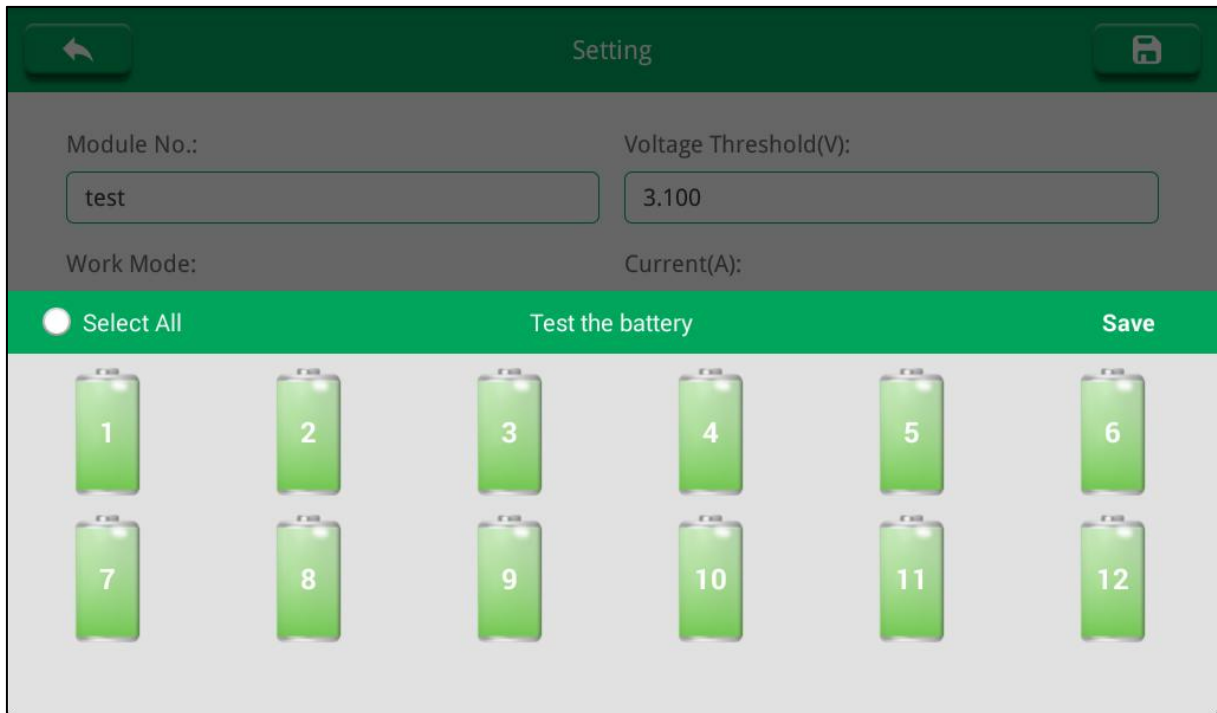 Setting
Module No.: Voltage Threshold(V):
test 3.100
Work Mode: Current(A):
Select All Test the battery Save
1 2 3 4 5 6
7 8 9 10 11 12